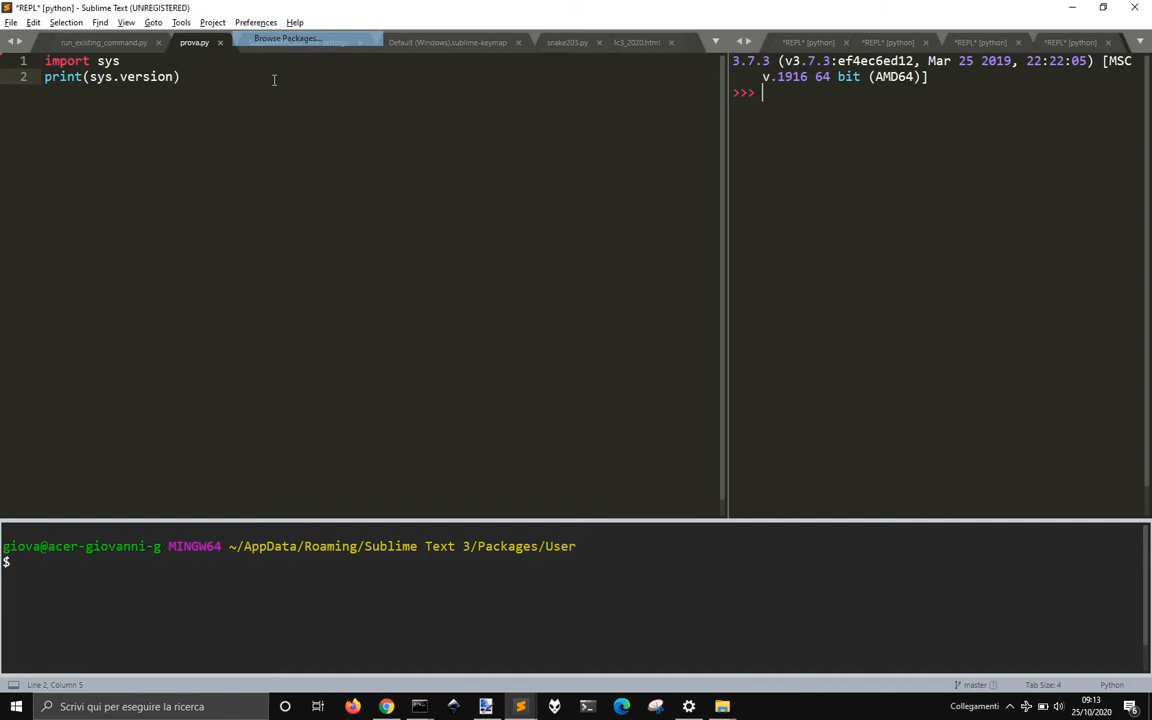 *REPL* [python] - Sublime Text (UNREGISTERED)
File Edit Selection Find View Goto Tools Project Preferences Help
run_existing_command.py prova.py Browse Packages... Default (Windows).sublime-keymap snake203.py 1c3_2020.html *REPL* [python] *REPL* [python] *REPL* [python] *REPL* [python]
1 import sys
2 print(sys.version)
3.7.3 (v3.7.3:ef4ec6ed12, Mar 25 2019, 22:22:05) [MSC
v.1916 64 bit (AMD64)]
>>>
giova@acer-giovanni-g MINGW64 ~/AppData/Roaming/Sublime Text 3/Packages/User
$
Line 2, Column 5 master 1 Tab Size: 4 Python
Scrivi qui per eseguire la ricerca Collegamenti 09:13
25/10/2020 6